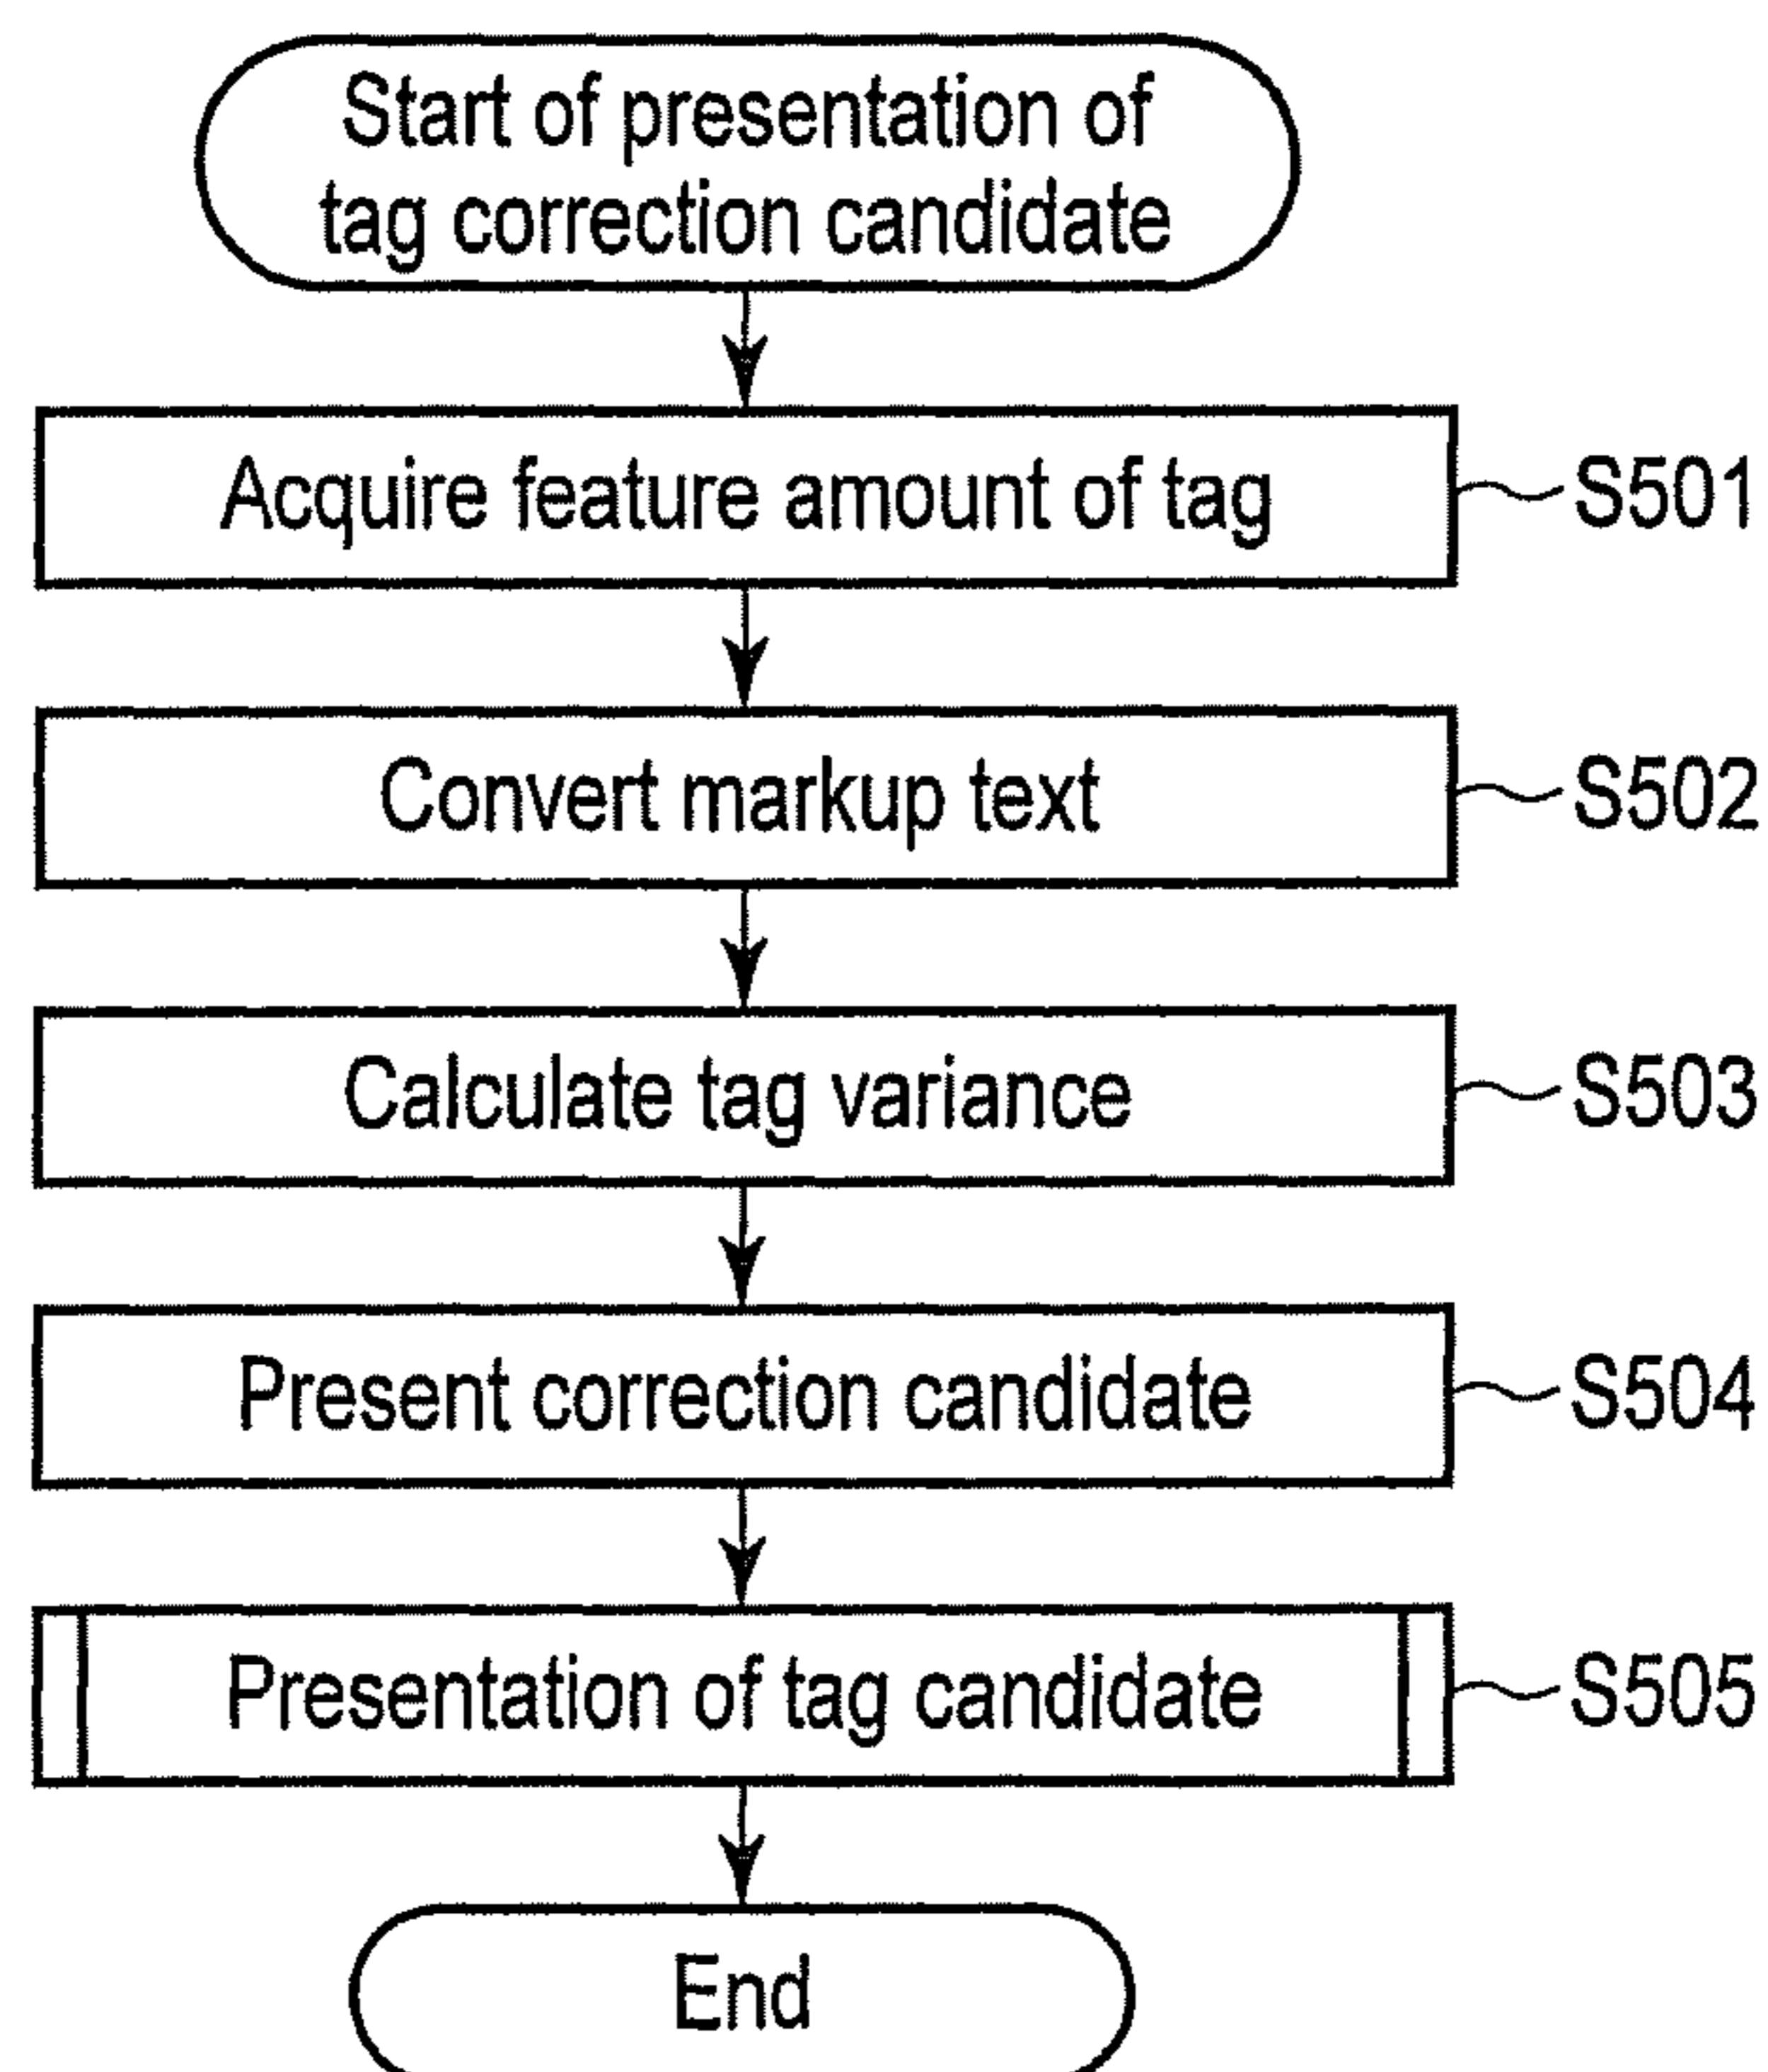 Start of presentation of
tag correction candidate
Acquire feature amount of tag
S501
Convert markup text
S502
Calculate tag variance
S503
Present correction candidate
S504
Presentation of tag candidate
S505
End